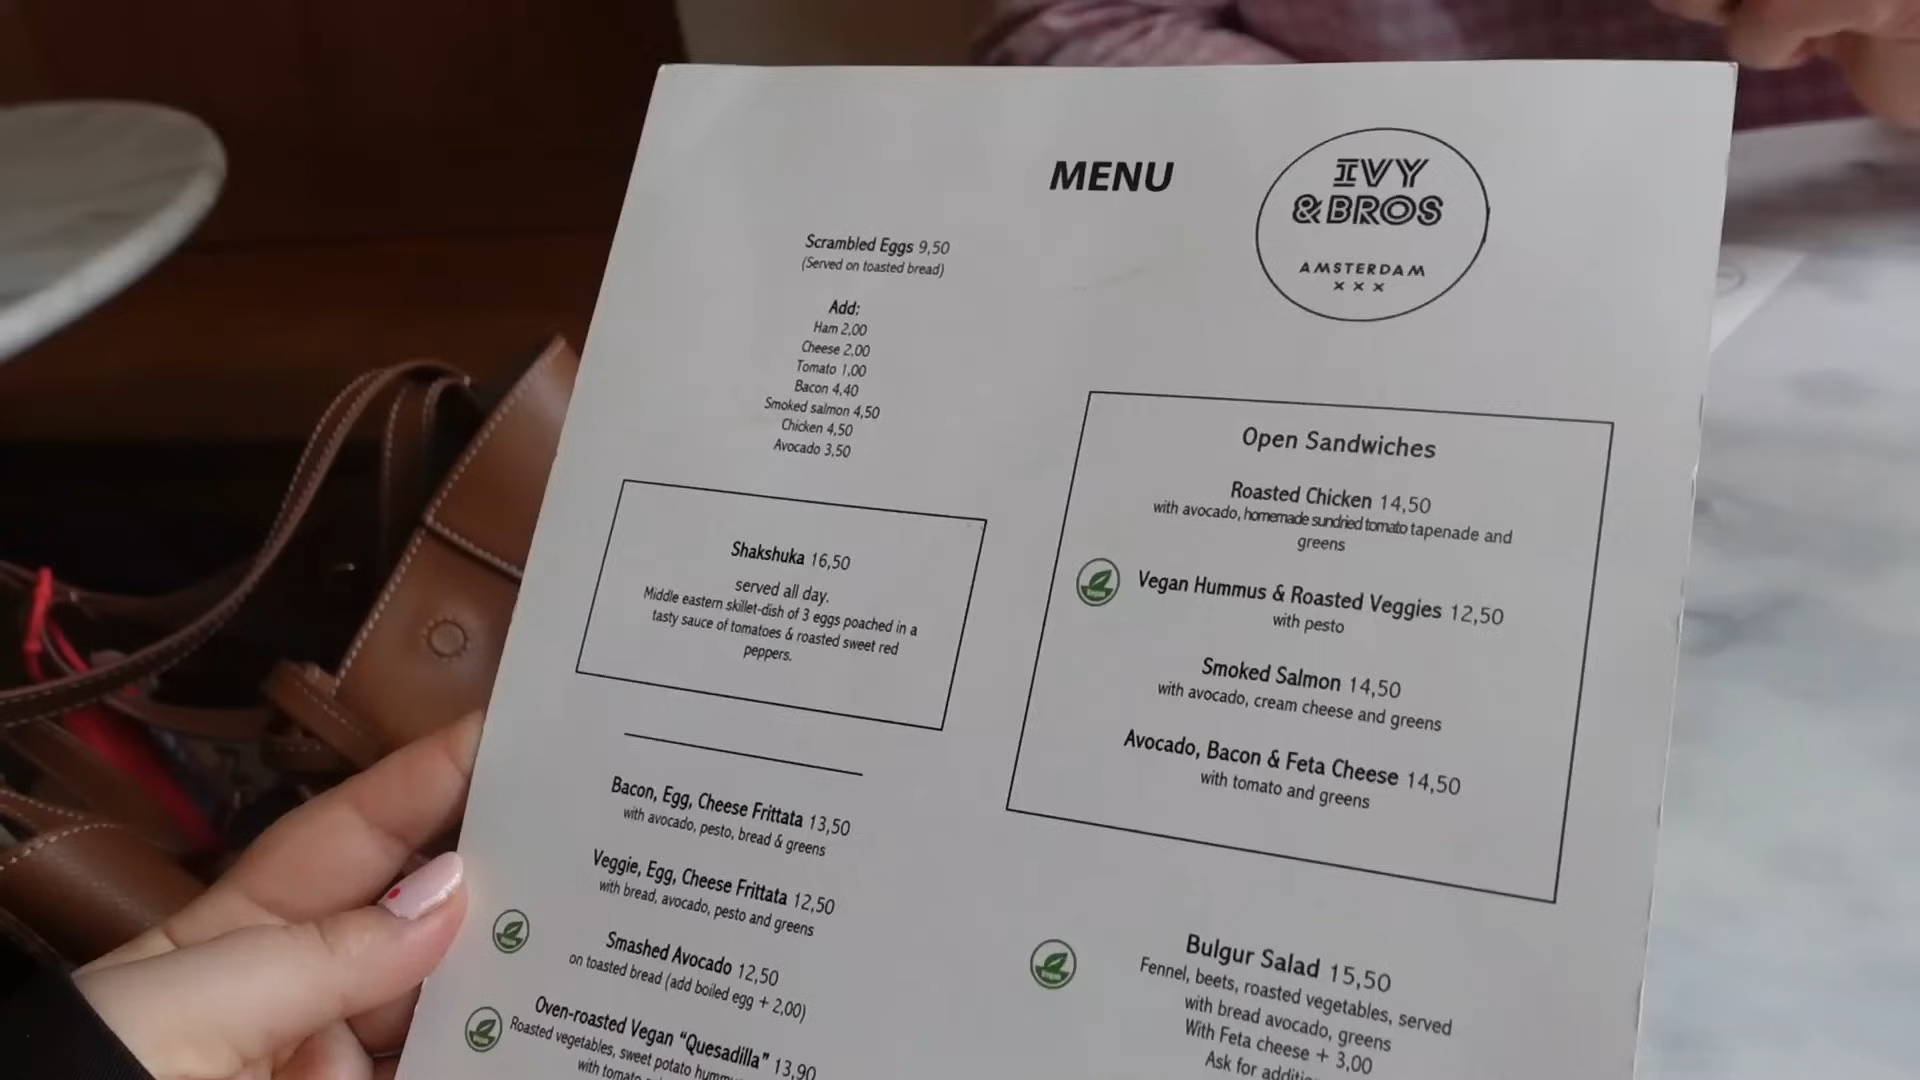 MENU
IVY
& BROS
AMSTERDAM
X X X
Scrambled Eggs 9,50
(Served on toasted bread)
Add:
Ham 2,00
Cheese 2,00
Tomato 1,00
Bacon 4,40
Smoked salmon 4,50
Chicken 4,50
Avocado 3,50
Shakshuka 16,50
served all day.
Middle eastern skillet-dish of 3 eggs poached in a
tasty sauce of tomatoes & roasted sweet red
peppers.
Bacon, Egg, Cheese Frittata 13,50
with avocado, pesto, bread & greens
Veggie, Egg, Cheese Frittata 12,50
with bread, avocado, pesto and greens
Smashed Avocado 12,50
on toasted bread (add boiled egg + 2,00)
Oven-roasted Vegan "Quesadilla" 13,90
Roasted vegetables, sweet potato
with tomato
Open Sandwiches
Roasted Chicken 14,50
with avocado, homemade sundried tomato tapenade and
greens
Vegan
Vegan Hummus & Roasted Veggies 12,50
with pesto
Smoked Salmon 14,50
with avocado, cream cheese and greens
Avocado, Bacon & Feta Cheese 14,50
with tomato and greens
Vegan
Bulgur Salad 15,50
Fennel, beets, roasted vegetables, served
with bread avocado, greens
With Feta cheese + 3,00
Ask for